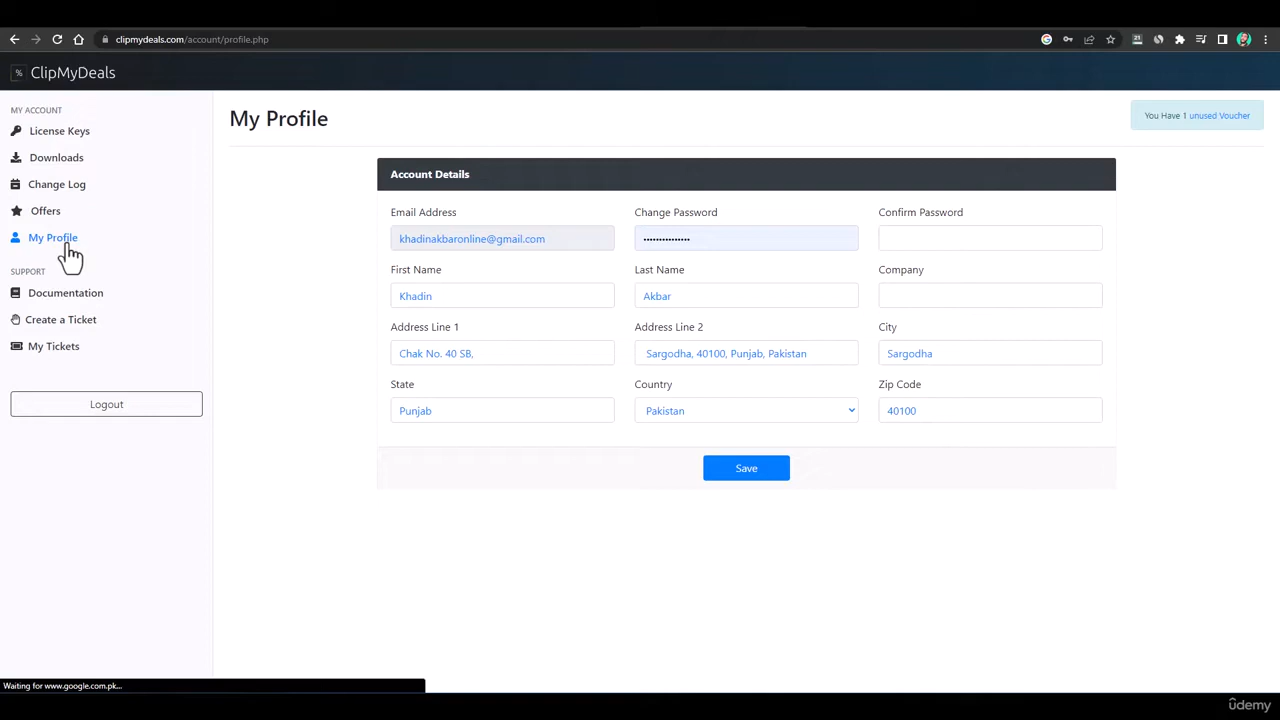 clipmydeals.com/account/profile.php
% ClipMyDeals
MY ACCOUNT
License Keys
Downloads
Change Log
Offers
My Profile
SUPPORT
Documentation
Create a Ticket
My Tickets
Logout
My Profile
You Have 1 unused Voucher
Account Details
Email Address Change Password Confirm Password
khadinakbaronline@gmail.com •••••••••••••••
First Name Last Name Company
Khadin Akbar
Address Line 1 Address Line 2 City
Chak No. 40 SB, Sargodha, 40100, Punjab, Pakistan Sargodha
State Country Zip Code
Punjab Pakistan 40100
Save
Waiting for www.google.com.pk...
ûdemy